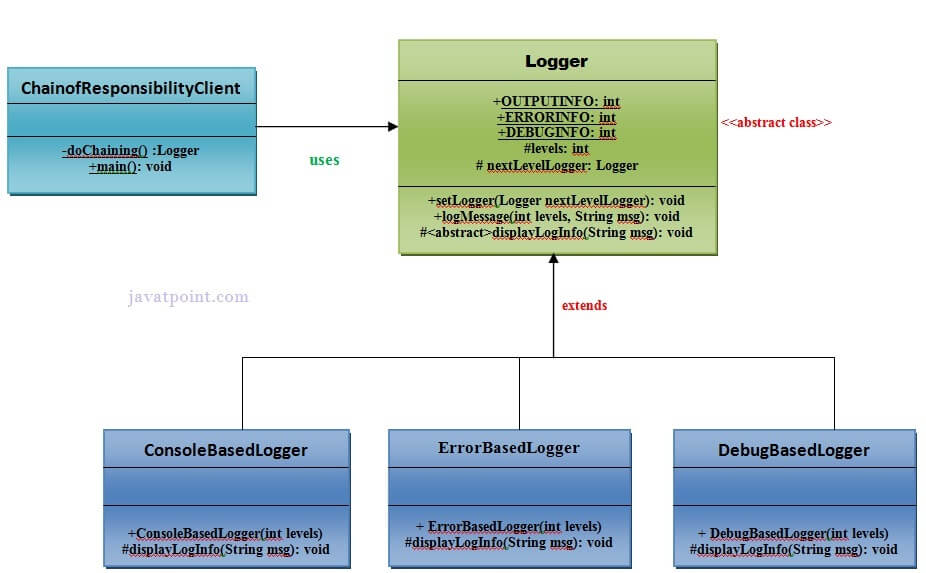 ChainofResponsibilityClient
-doChaining() :Logger
+main(): void
uses
Logger
+OUTPUTINFO: int
+ERRORINFO: int
+DEBUGINFO: int
#levels: int
# nextLevelLogger: Logger
+setLogger(Logger nextLevelLogger): void
+logMessage(int levels, String msg): void
#<abstract>displayLogInfo(String msg): void
<<abstract class>>
javatpoint.com
extends
ConsoleBasedLogger
+ConsoleBasedLogger(int levels)
#displayLogInfo(String msg): void
ErrorBasedLogger
+ ErrorBasedLogger(int levels)
#displayLogInfo(String msg): void
DebugBasedLogger
+ DebugBasedLogger(int levels)
#displayLogInfo(String msg): void